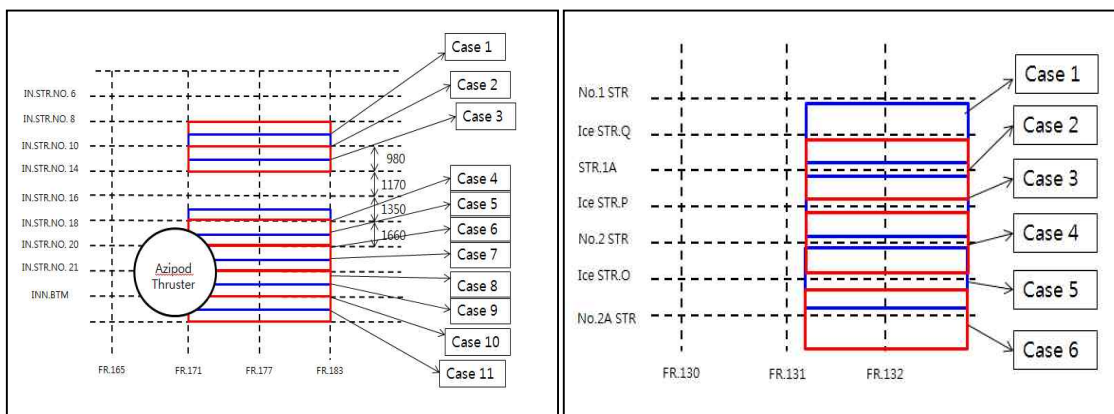 Case 1
Case 2
IN.STR.NO. 6
Case 3
IN.STR.NO. 8
IN.STR.NO. 10
980
IN.STR.NO. 14
Case 4
1170
IN.STR.NO. 16
Case 5
1350
IN.STR.NO. 18
Case 6
1660
IN.STR.NO. 20
Case 7
IN.STR.NO. 21
Azipod
Thruster
Case 8
INN.BTM
Case 9
Case 10
FR.165
FR.171
FR.177
FR.183
Case 11
Case 1
No.1 STR
Case 2
Ice STR.Q
STR.1A
Case 3
Ice STR.P
Case 4
No.2 STR
Ice STR.O
Case 5
No.2A STR
Case 6
FR.130
FR.131
FR.132